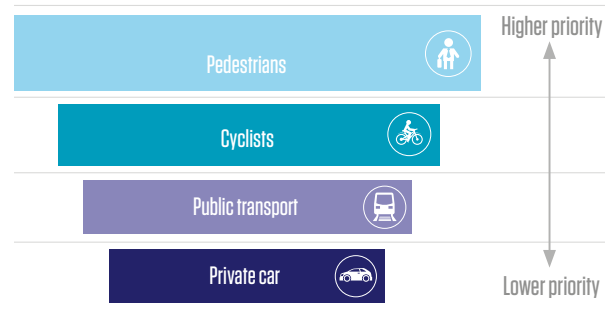 Higher priority
Pedestrians
Cyclists
Public transport
Private car
Lower priority